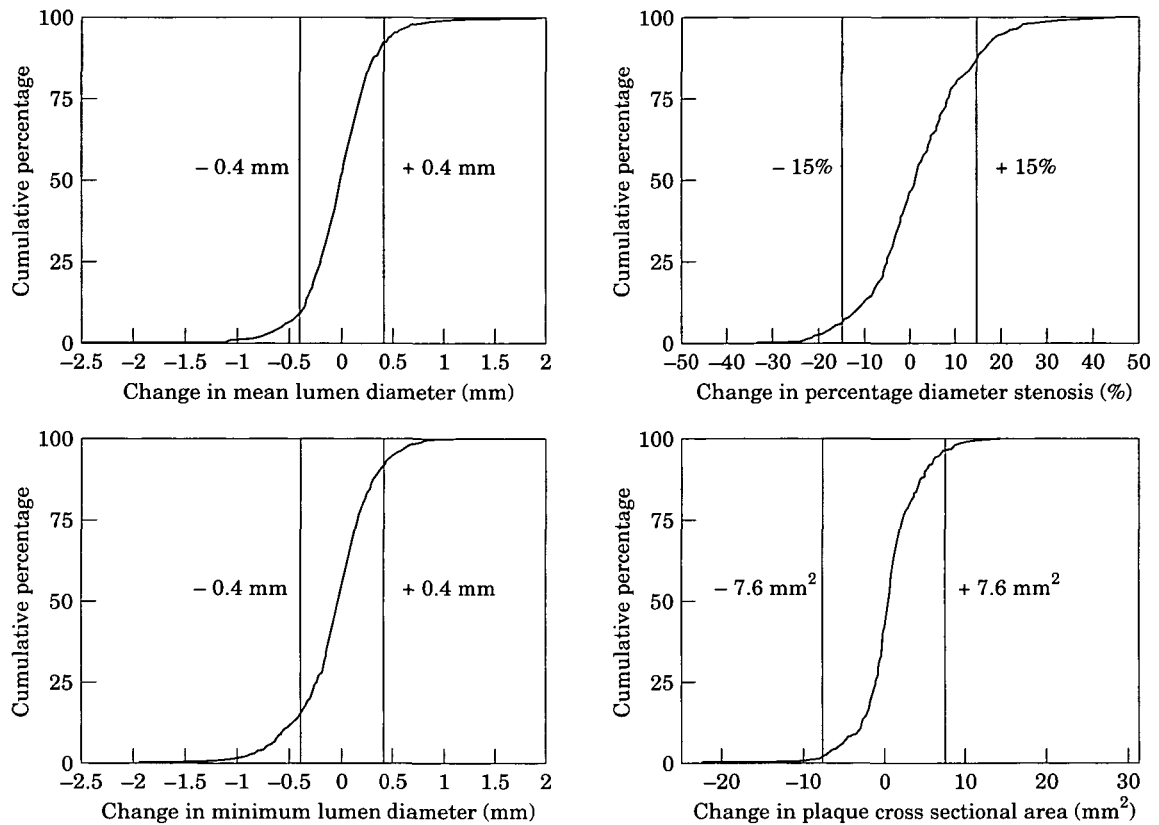 100
75
50
25
0
Cumulative percentage
− 0.4 mm
+ 0.4 mm
−2.5 −2 −1.5 −1 −0.5 0 0.5 1 1.5 2
Change in mean lumen diameter (mm)
100
75
50
25
0
Cumulative percentage
− 15%
+ 15%
−50 −40 −30 −20 −10 0 10 20 30 40 50
Change in percentage diameter stenosis (%)
100
75
50
25
0
Cumulative percentage
− 0.4 mm
+ 0.4 mm
−2.5 −2 −1.5 −1 −0.5 0 0.5 1 1.5 2
Change in minimum lumen diameter (mm)
100
75
50
25
0
Cumulative percentage
− 7.6 mm²
+ 7.6 mm²
−20 −10 0 10 20 30
Change in plaque cross sectional area (mm²)